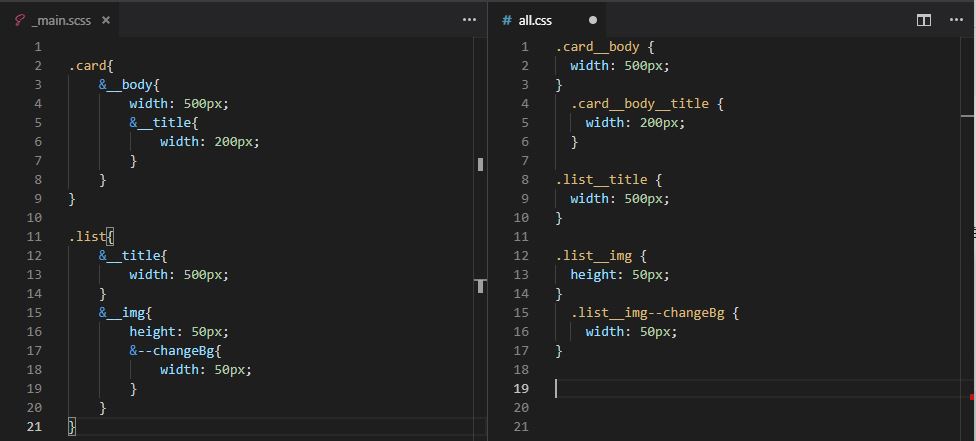 _main.scss ×
1
2 .card{
3 &__body{
4 width: 500px;
5 &__title{
6 width: 200px;
7 }
8 }
9 }
10
11 .list{
12 &__title{
13 width: 500px;
14 }
15 &__img{
16 height: 50px;
17 &--changeBg{
18 width: 50px;
19 }
20 }
21 }
# all.css ●
1 .card__body {
2 width: 500px;
3 }
4 .card__body__title {
5 width: 200px;
6 }
7
8 .list__title {
9 width: 500px;
10 }
11
12 .list__img {
13 height: 50px;
14 }
15 .list__img--changeBg {
16 width: 50px;
17 }
18
19
20
21